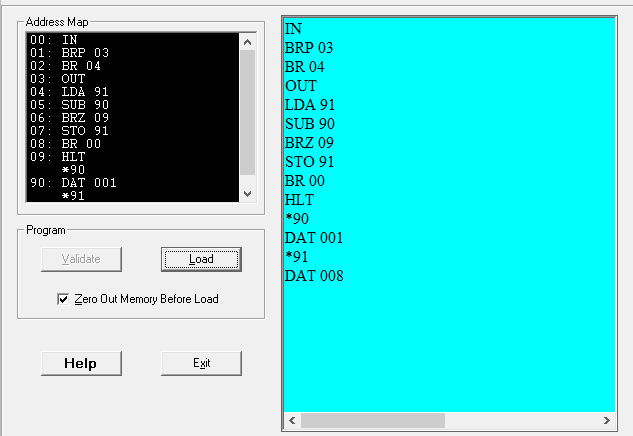 Address Map
00: IN
01: BRP 03
02: BR 04
03: OUT
04: LDA 91
05: SUB 90
06: BRZ 09
07: STO 91
08: BR 00
09: HLT
*90
90: DAT 001
*91
Program
Validate Load
Zero Out Memory Before Load
Help Exit
IN
BRP 03
BR 04
OUT
LDA 91
SUB 90
BRZ 09
STO 91
BR 00
HLT
*90
DAT 001
*91
DAT 008